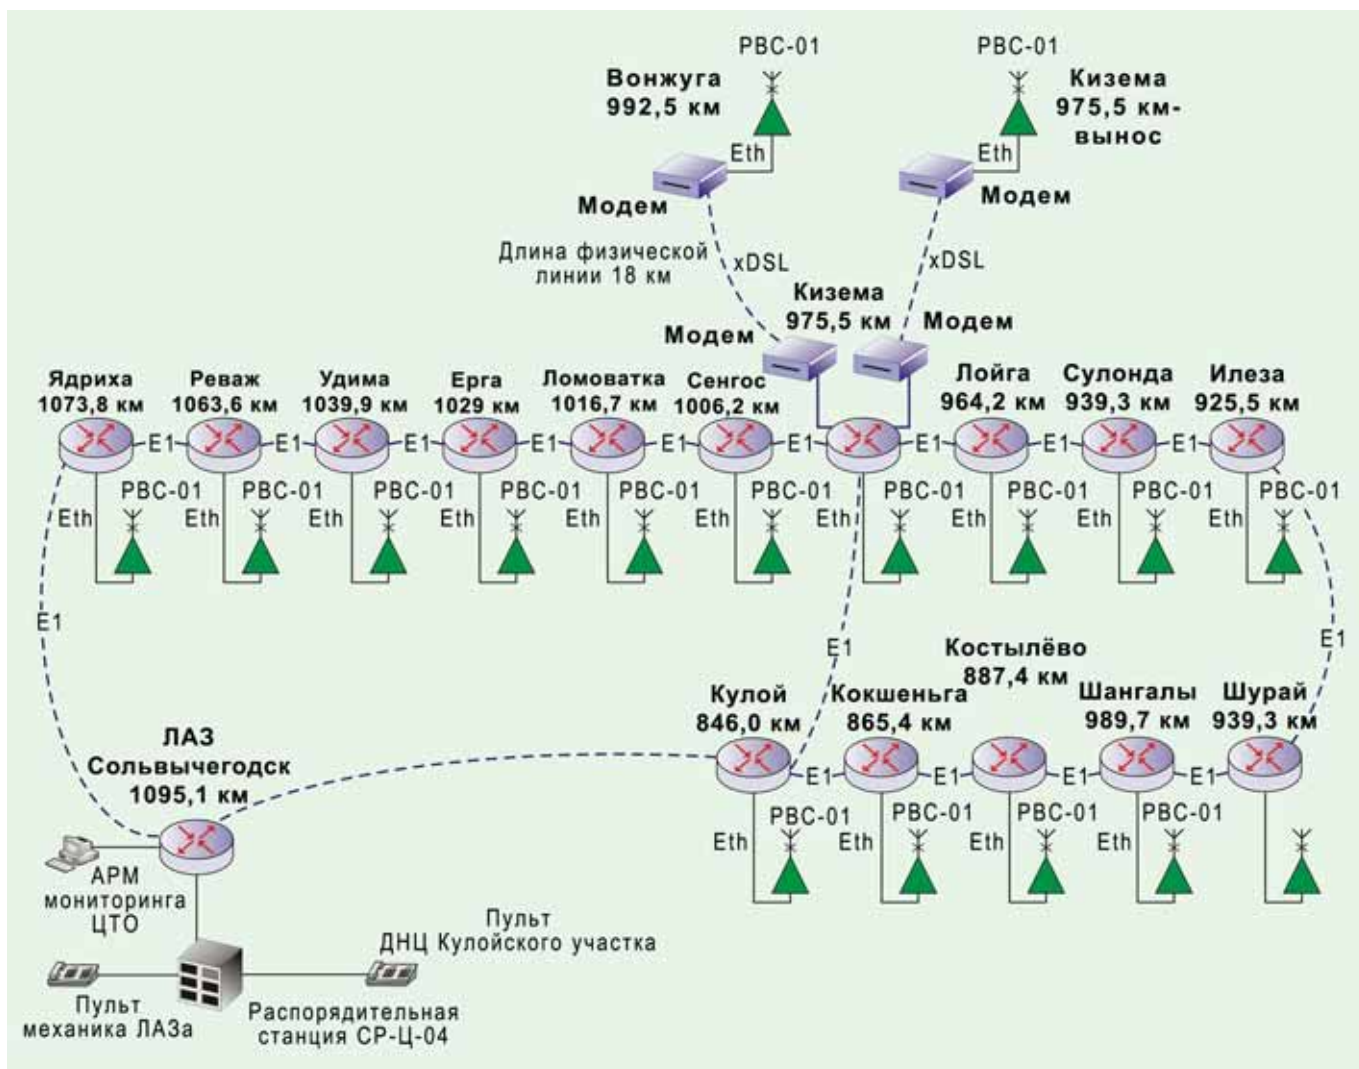 РВС-01
РВС-01
Вонжуга
992,5 км
Кизема
975,5 км-
вынос
Eth
Eth
Модем
Модем
Длина физической
линии 18 км
xDSL
xDSL
Кизема
975,5 км
Модем
Модем
Ядриха
1073,8 км
Реваж
1063,6 км
Удима
1039,9 км
Ерга
1029 км
Ломоватка
1016,7 км
Сенгос
1006,2 км
Лойга
964,2 км
Сулонда
939,3 км
Илеза
925,5 км
E1
E1
E1
E1
E1
E1
E1
E1
E1
РВС-01
РВС-01
РВС-01
РВС-01
РВС-01
РВС-01
РВС-01
РВС-01
РВС-01
РВС-01
Eth
Eth
Eth
Eth
Eth
Eth
Eth
Eth
Eth
Eth
E1
E1
E1
Кулой
846,0 км
Кокшеньга
865,4 км
Костылёво
887,4 км
Шангалы
989,7 км
Шурай
939,3 км
E1
E1
E1
E1
РВС-01
РВС-01
РВС-01
РВС-01
Eth
Eth
Eth
Eth
ЛАЗ
Сольвычегодск
1095,1 км
АРМ
мониторинга
ЦТО
Пульт
ДНЦ Кулойского участка
Пульт
механика ЛАЗа
Распорядительная
станция СР-Ц-04